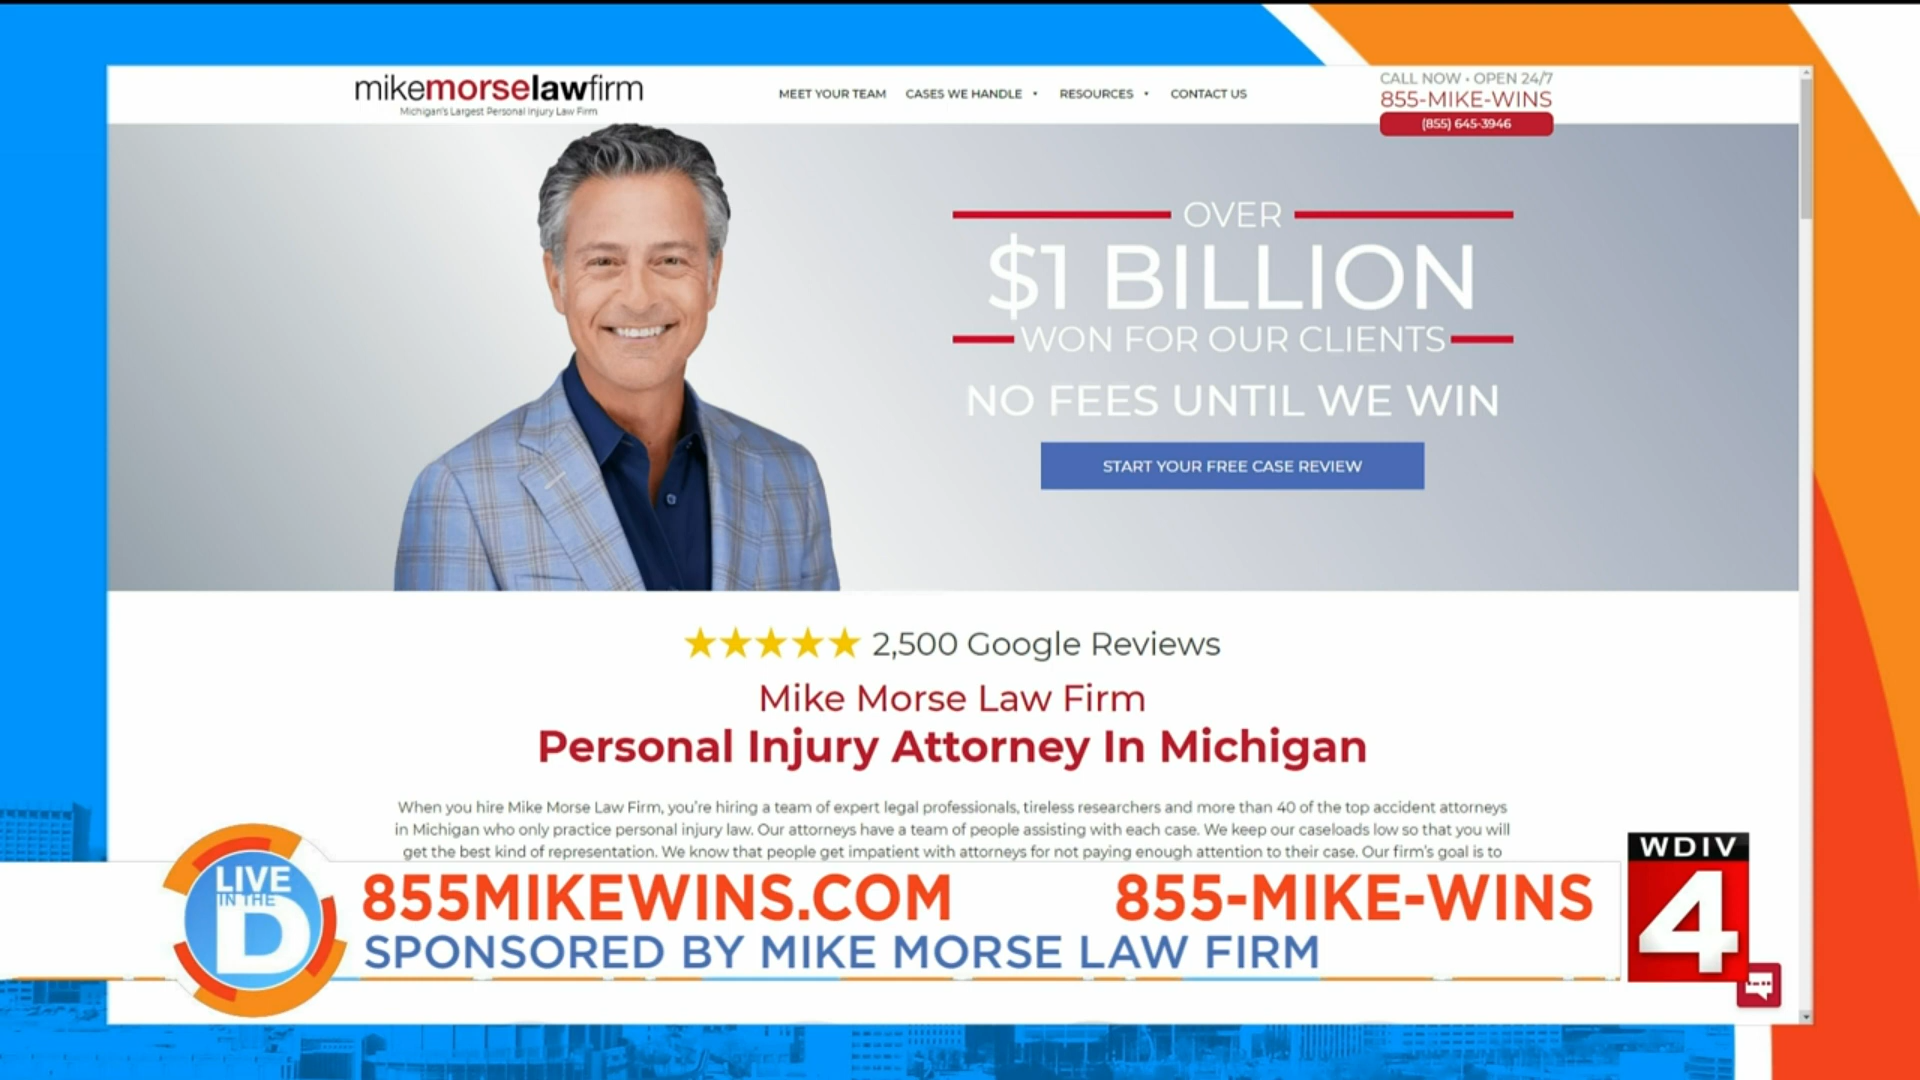 mikemorselawfirm
Michigan's Largest Personal Injury Law Firm
MEET YOUR TEAM CASES WE HANDLE RESOURCES CONTACT US
CALL NOW • OPEN 24/7
855-MIKE-WINS
(855) 645-3946
OVER
$1 BILLION
WON FOR OUR CLIENTS
NO FEES UNTIL WE WIN
START YOUR FREE CASE REVIEW
2,500 Google Reviews
Mike Morse Law Firm
Personal Injury Attorney In Michigan
When you hire Mike Morse Law Firm, you're hiring a team of expert legal professionals, tireless researchers and more than 40 of the top accident attorneys
in Michigan who only practice personal injury law. Our attorneys have a team of people assisting with each case. We keep our caseloads low so that you will
get the best kind of representation. We know that people get impatient with attorneys for not paying enough attention to their case. Our firm's goal is to
LIVE
IN THE
D
855MIKEWINS.COM 855-MIKE-WINS
SPONSORED BY MIKE MORSE LAW FIRM
WDIV
4